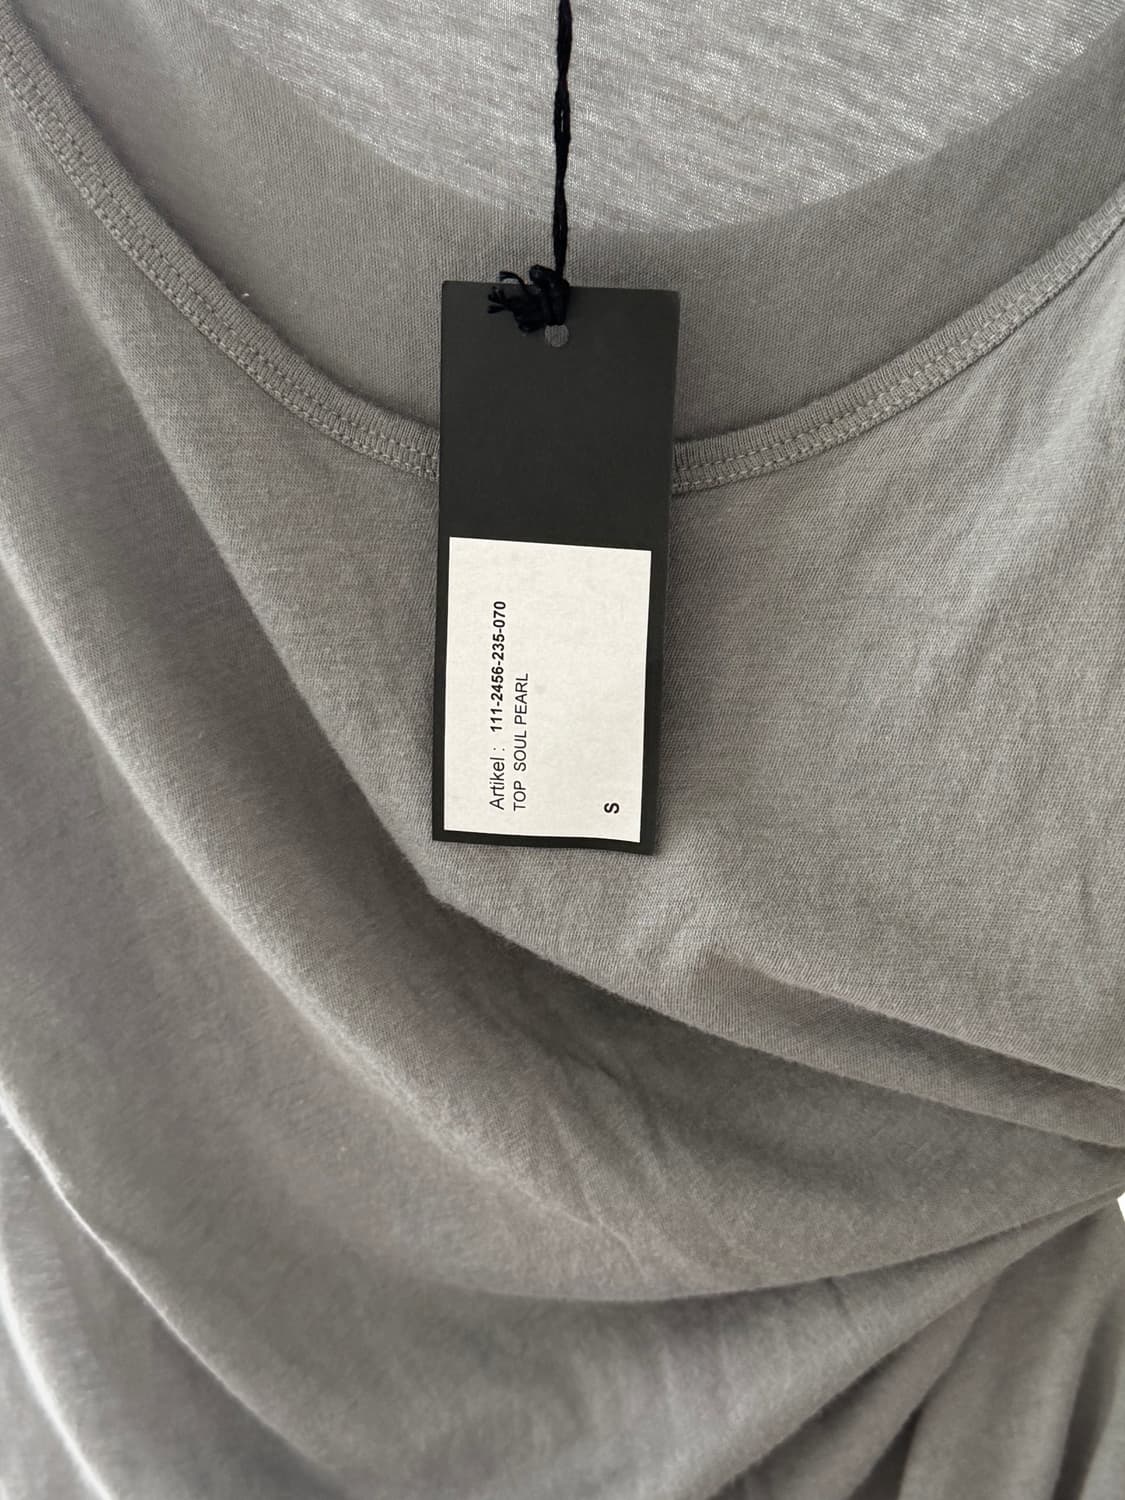 Artikel : 111-2456-235-070
TOP SOUL PEARL
S